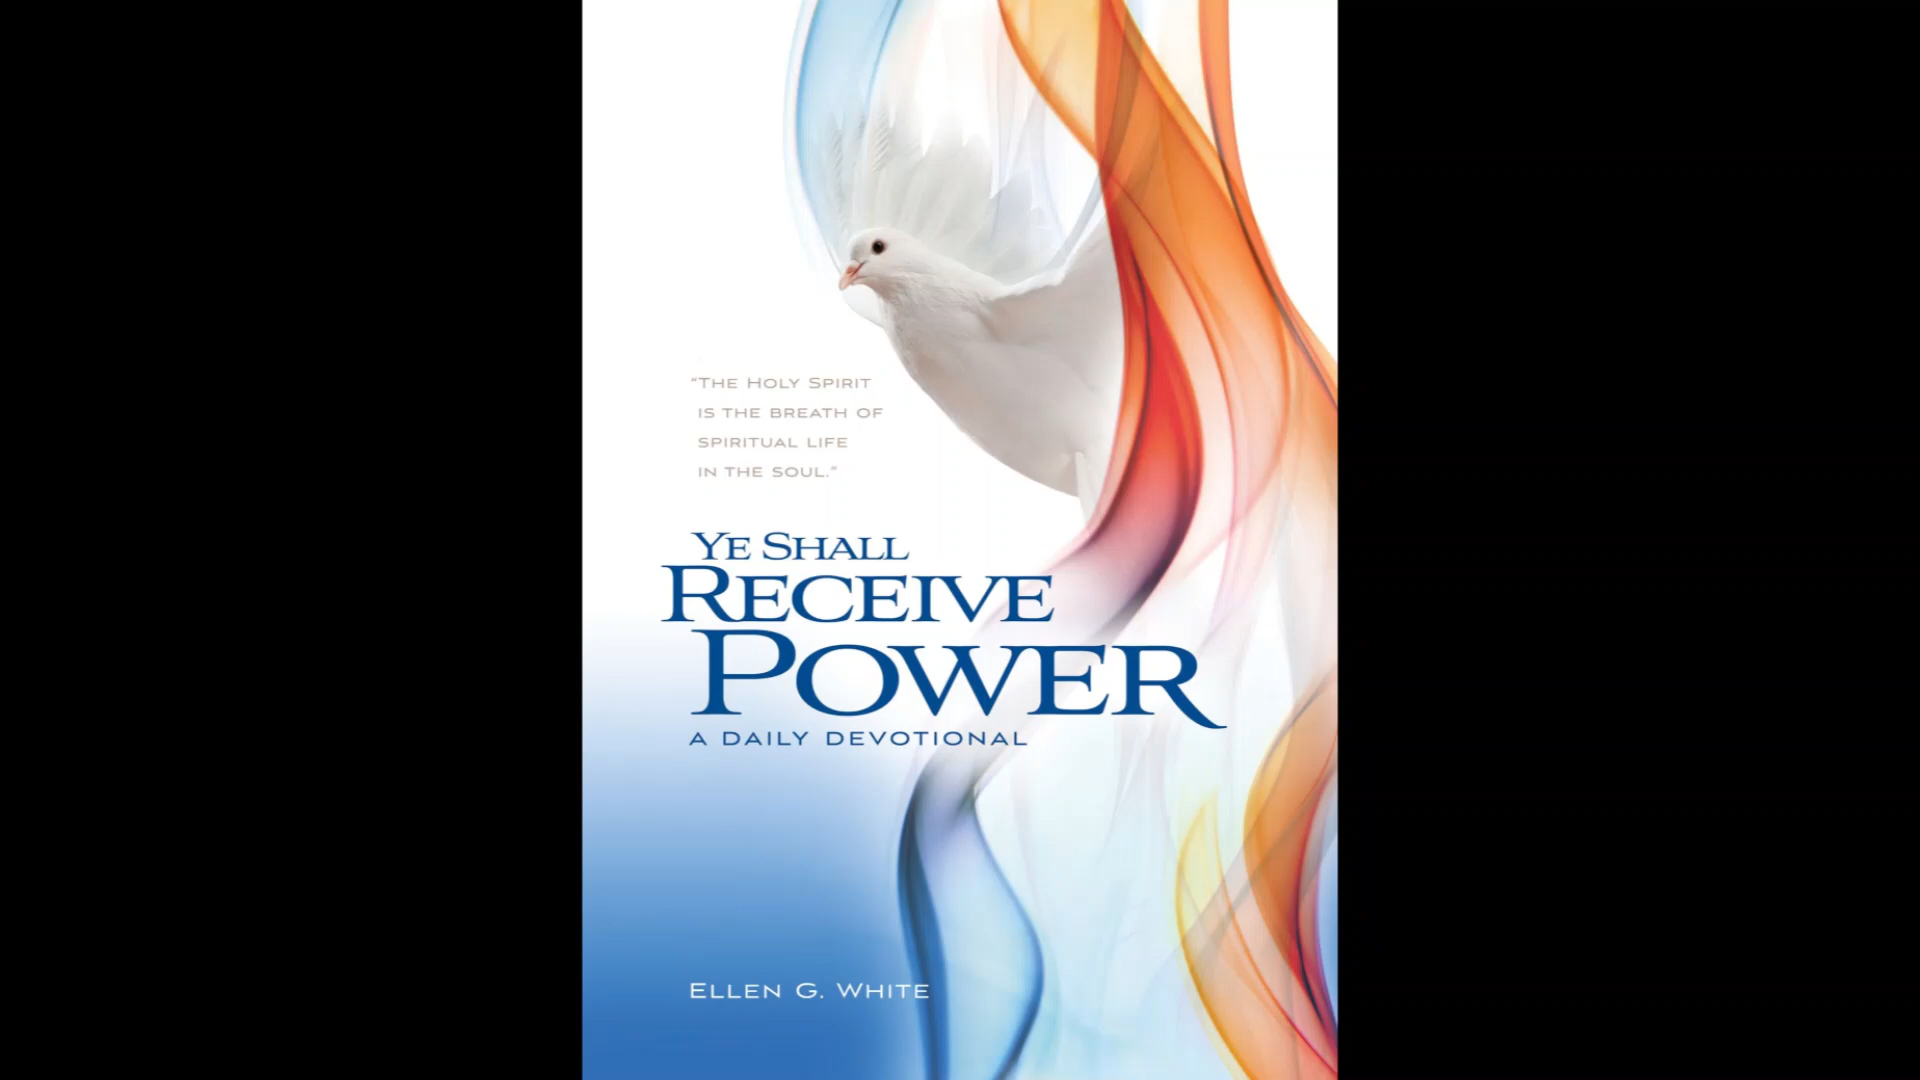 “The Holy Spirit
is the breath of
spiritual life
in the soul.”
Ye Shall
Receive
Power
A Daily Devotional
Ellen G. White